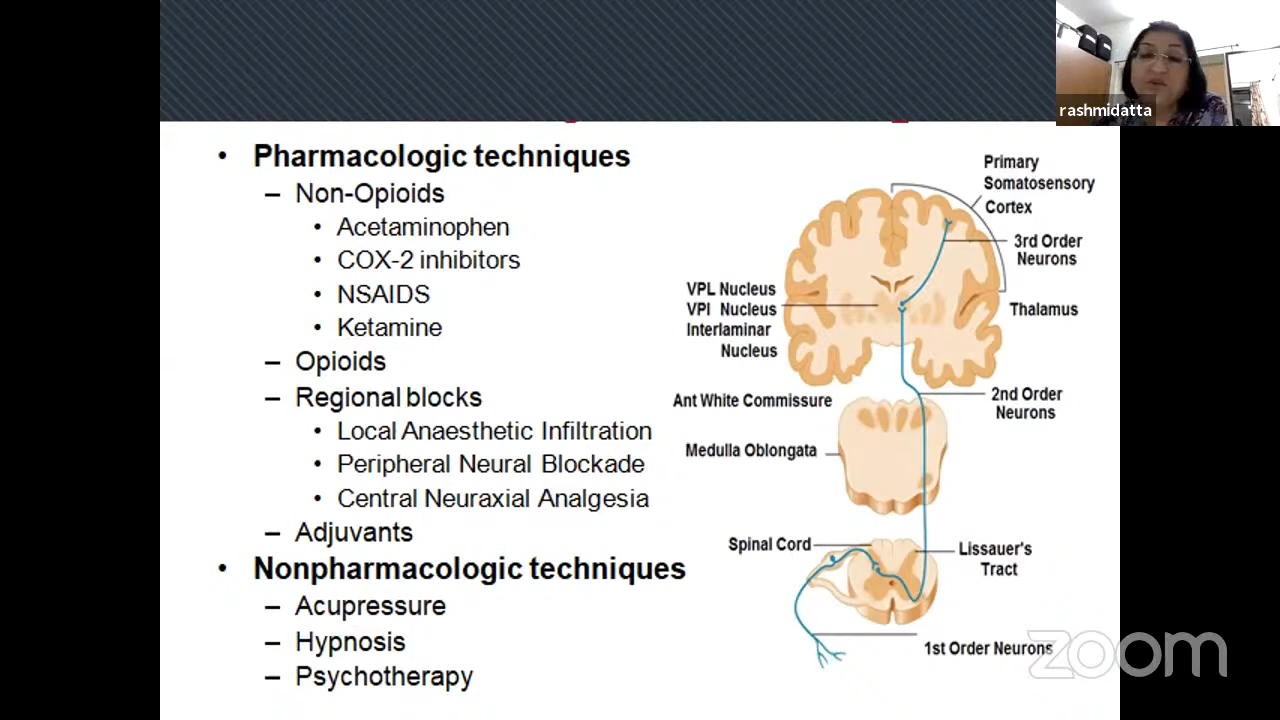 rashmidatta
• Pharmacologic techniques
– Non-Opioids
• Acetaminophen
• COX-2 inhibitors
• NSAIDS
• Ketamine
– Opioids
– Regional blocks
• Local Anaesthetic Infiltration
• Peripheral Neural Blockade
• Central Neuraxial Analgesia
– Adjuvants
• Nonpharmacologic techniques
– Acupressure
– Hypnosis
– Psychotherapy
Primary
Somatosensory
Cortex
3rd Order
Neurons
VPL Nucleus
VPI Nucleus
Interlaminar
Nucleus
Thalamus
2nd Order
Neurons
Ant White Commissure
Medulla Oblongata
Spinal Cord
Lissauer's
Tract
1st Order Neurons
zoom